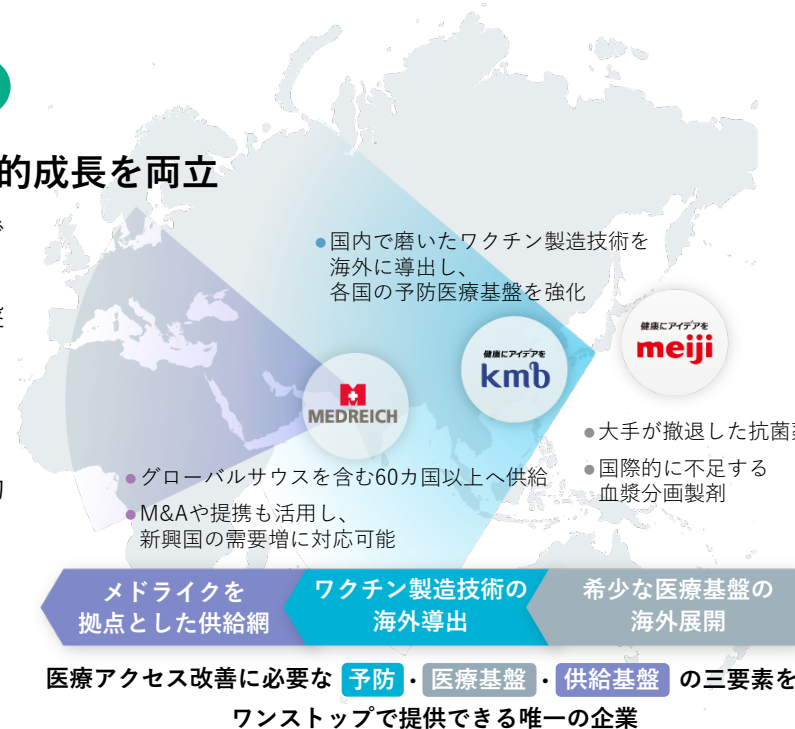 的成長を両立
国内で磨いたワクチン製造技術を
海外に導出し、
各国の予防医療基盤を強化
健康にアイデアを
meiji
健康にアイデアを
kmb
MEDREICH
大手が撤退した抗菌
国際的に不足する
血漿分画製剤
グローバルサウスを含む60カ国以上へ供給
M&Aや提携も活用し、
新興国の需要増に対応可能
メドライクを
拠点とした供給網
ワクチン製造技術の
海外導出
希少な医療基盤の
海外展開
医療アクセス改善に必要な 予防・医療基盤・供給基盤 の三要素を
ワンストップで提供できる唯一の企業